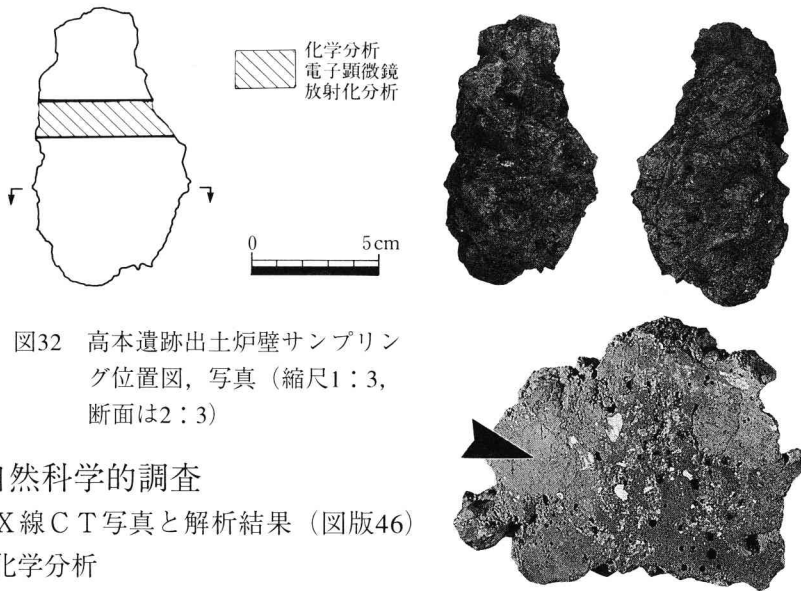 化学分析
電子顕微鏡
放射化分析
0 5cm
図32 高本遺跡出土炉壁サンプリン
グ位置図，写真（縮尺1：3，
断面は2：3）
然科学的調査
X線ＣＴ写真と解析結果（図版46）
化学分析